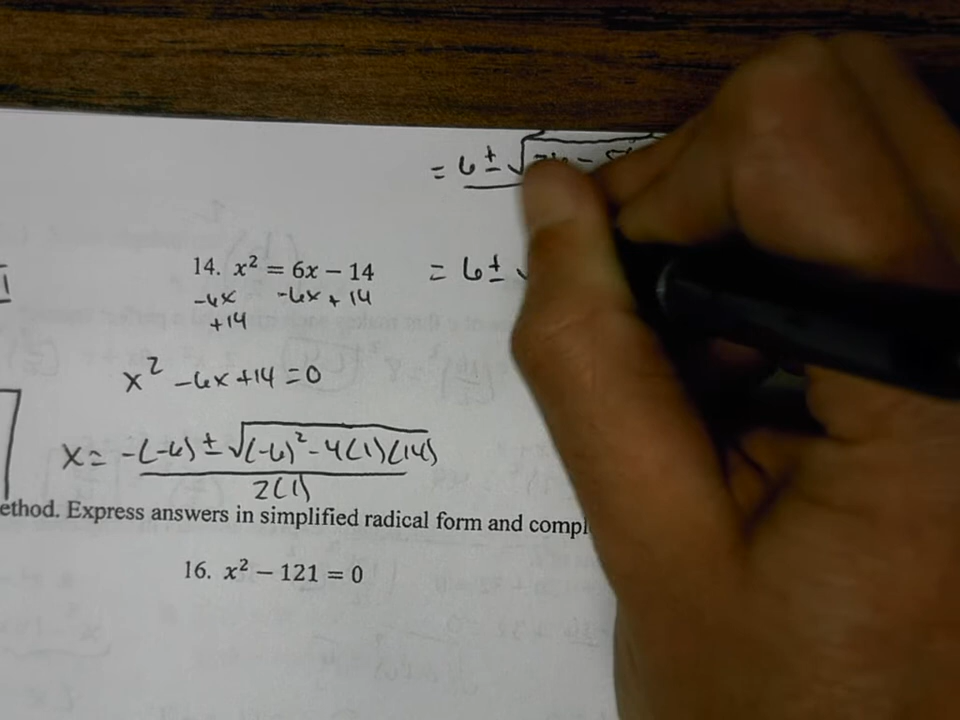 = 6 ± √
14. x² = 6x − 14
-6x -6x + 14
+14
= 6 ±
x² -6x +14 = 0
x = -(-6) ± √(-6)² - 4(1)(14)
2(1)
ethod. Express answers in simplified radical form and compl
16. x² − 121 = 0